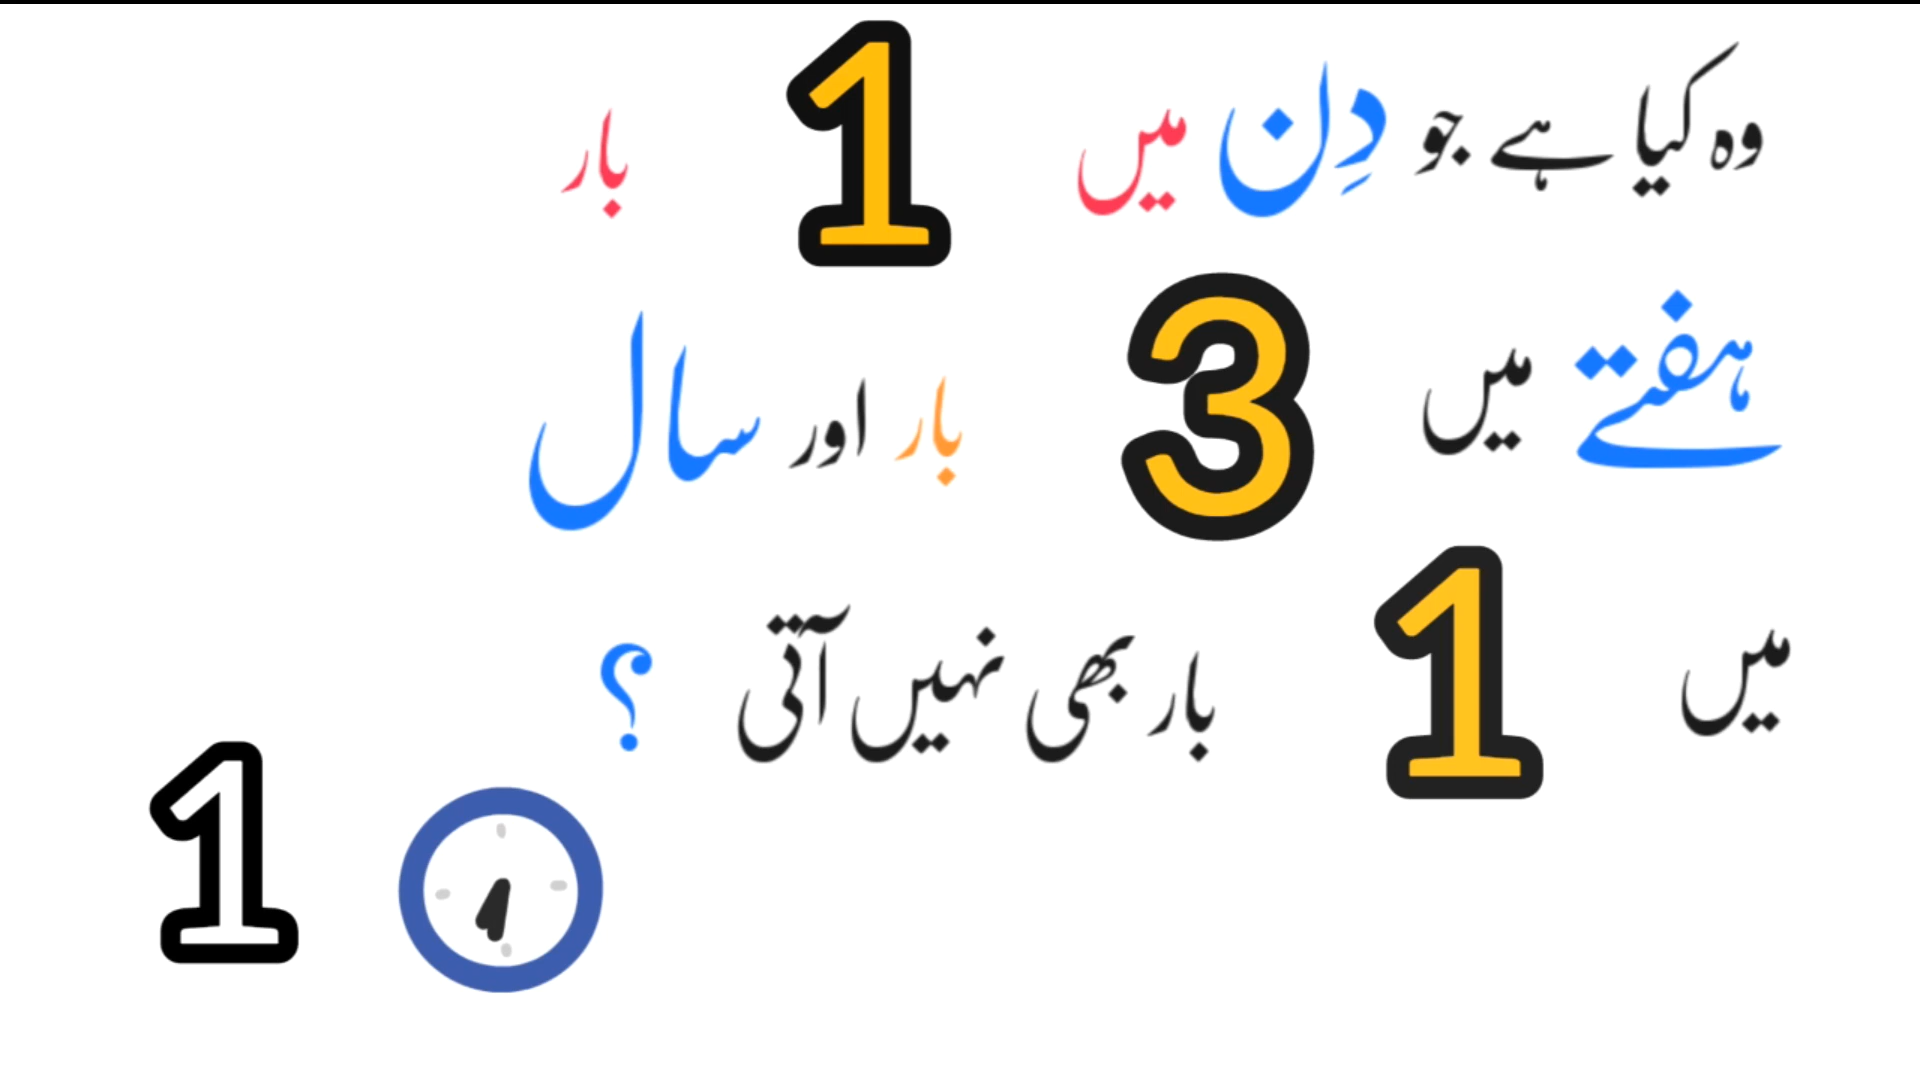 وہ کیا ہے جو دِن میں 1 بار
ہفتے میں 3 بار اور سال
میں 1 بار بھی نہیں آتی ؟
1